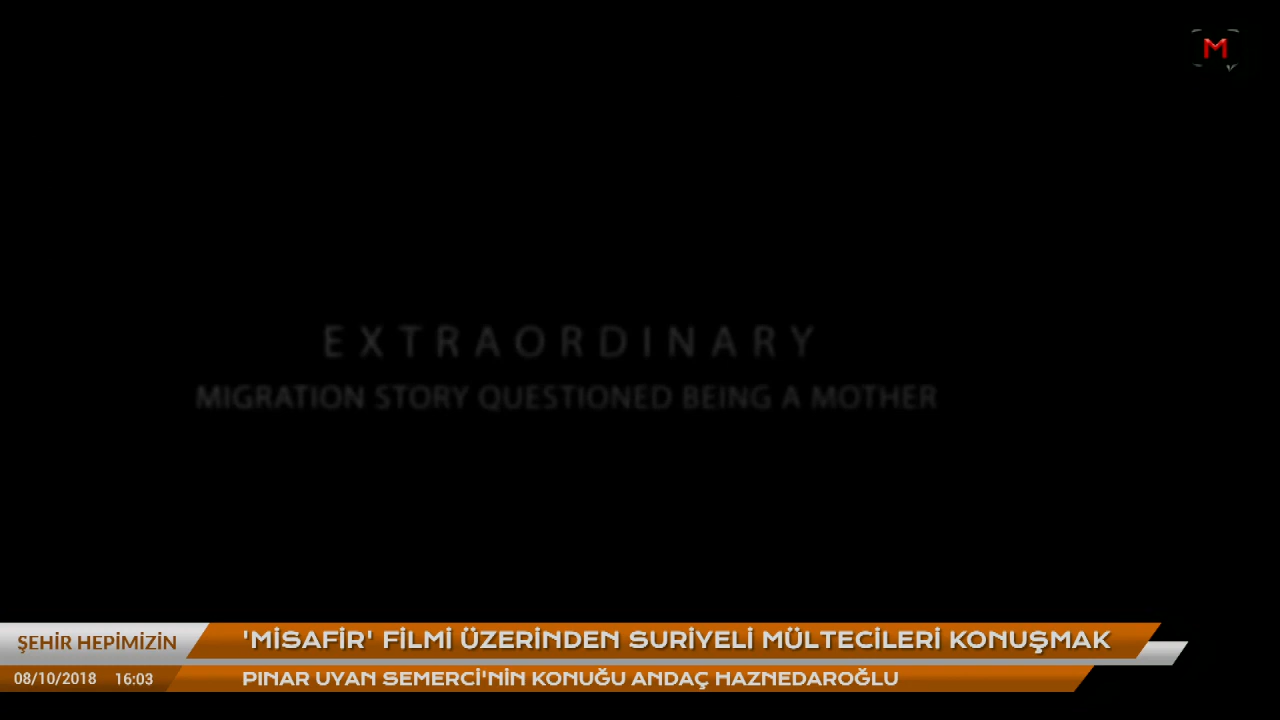 M
EXTRAORDINARY
MIGRATION STORY QUESTIONED BEING A MOTHER
ŞEHİR HEPİMİZİN
'MİSAFİR' FİLMİ ÜZERİNDEN SURİYELİ MÜLTECİLERİ KONUŞMAK
08/10/2018 16:03
PINAR UYAN SEMERCİ'NİN KONUĞU ANDAÇ HAZNEDAROĞLU